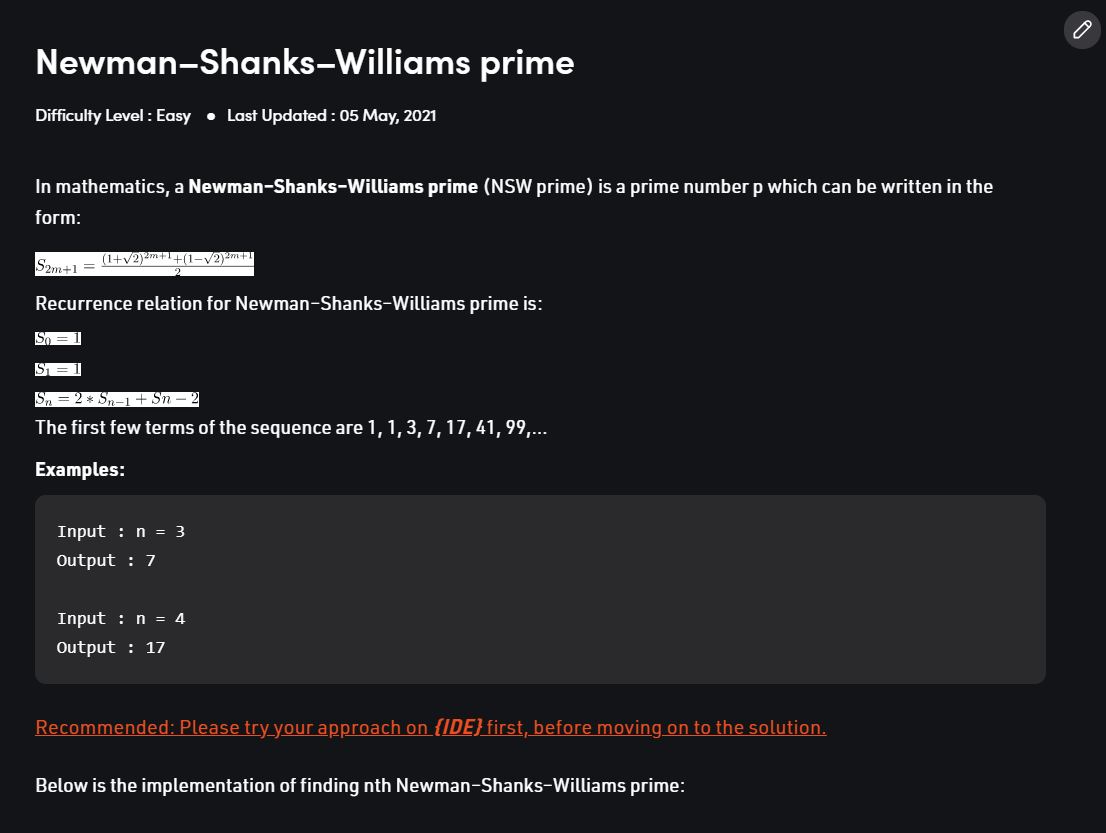 Newman–Shanks–Williams prime
Difficulty Level : Easy ● Last Updated : 05 May, 2021
In mathematics, a Newman–Shanks–Williams prime (NSW prime) is a prime number p which can be written in the
form:
S_{2m+1} = \frac{(1+√2)^{2m+1}+(1−√2)^{2m+1}}{2}
Recurrence relation for Newman–Shanks–Williams prime is:
S_0 = 1
S_1 = 1
S_n = 2 * S_{n−1} + Sn − 2
The first few terms of the sequence are 1, 1, 3, 7, 17, 41, 99,...
Examples:
Input : n = 3
Output : 7
Input : n = 4
Output : 17
Recommended: Please try your approach on {IDE} first, before moving on to the solution.
Below is the implementation of finding nth Newman–Shanks–Williams prime: